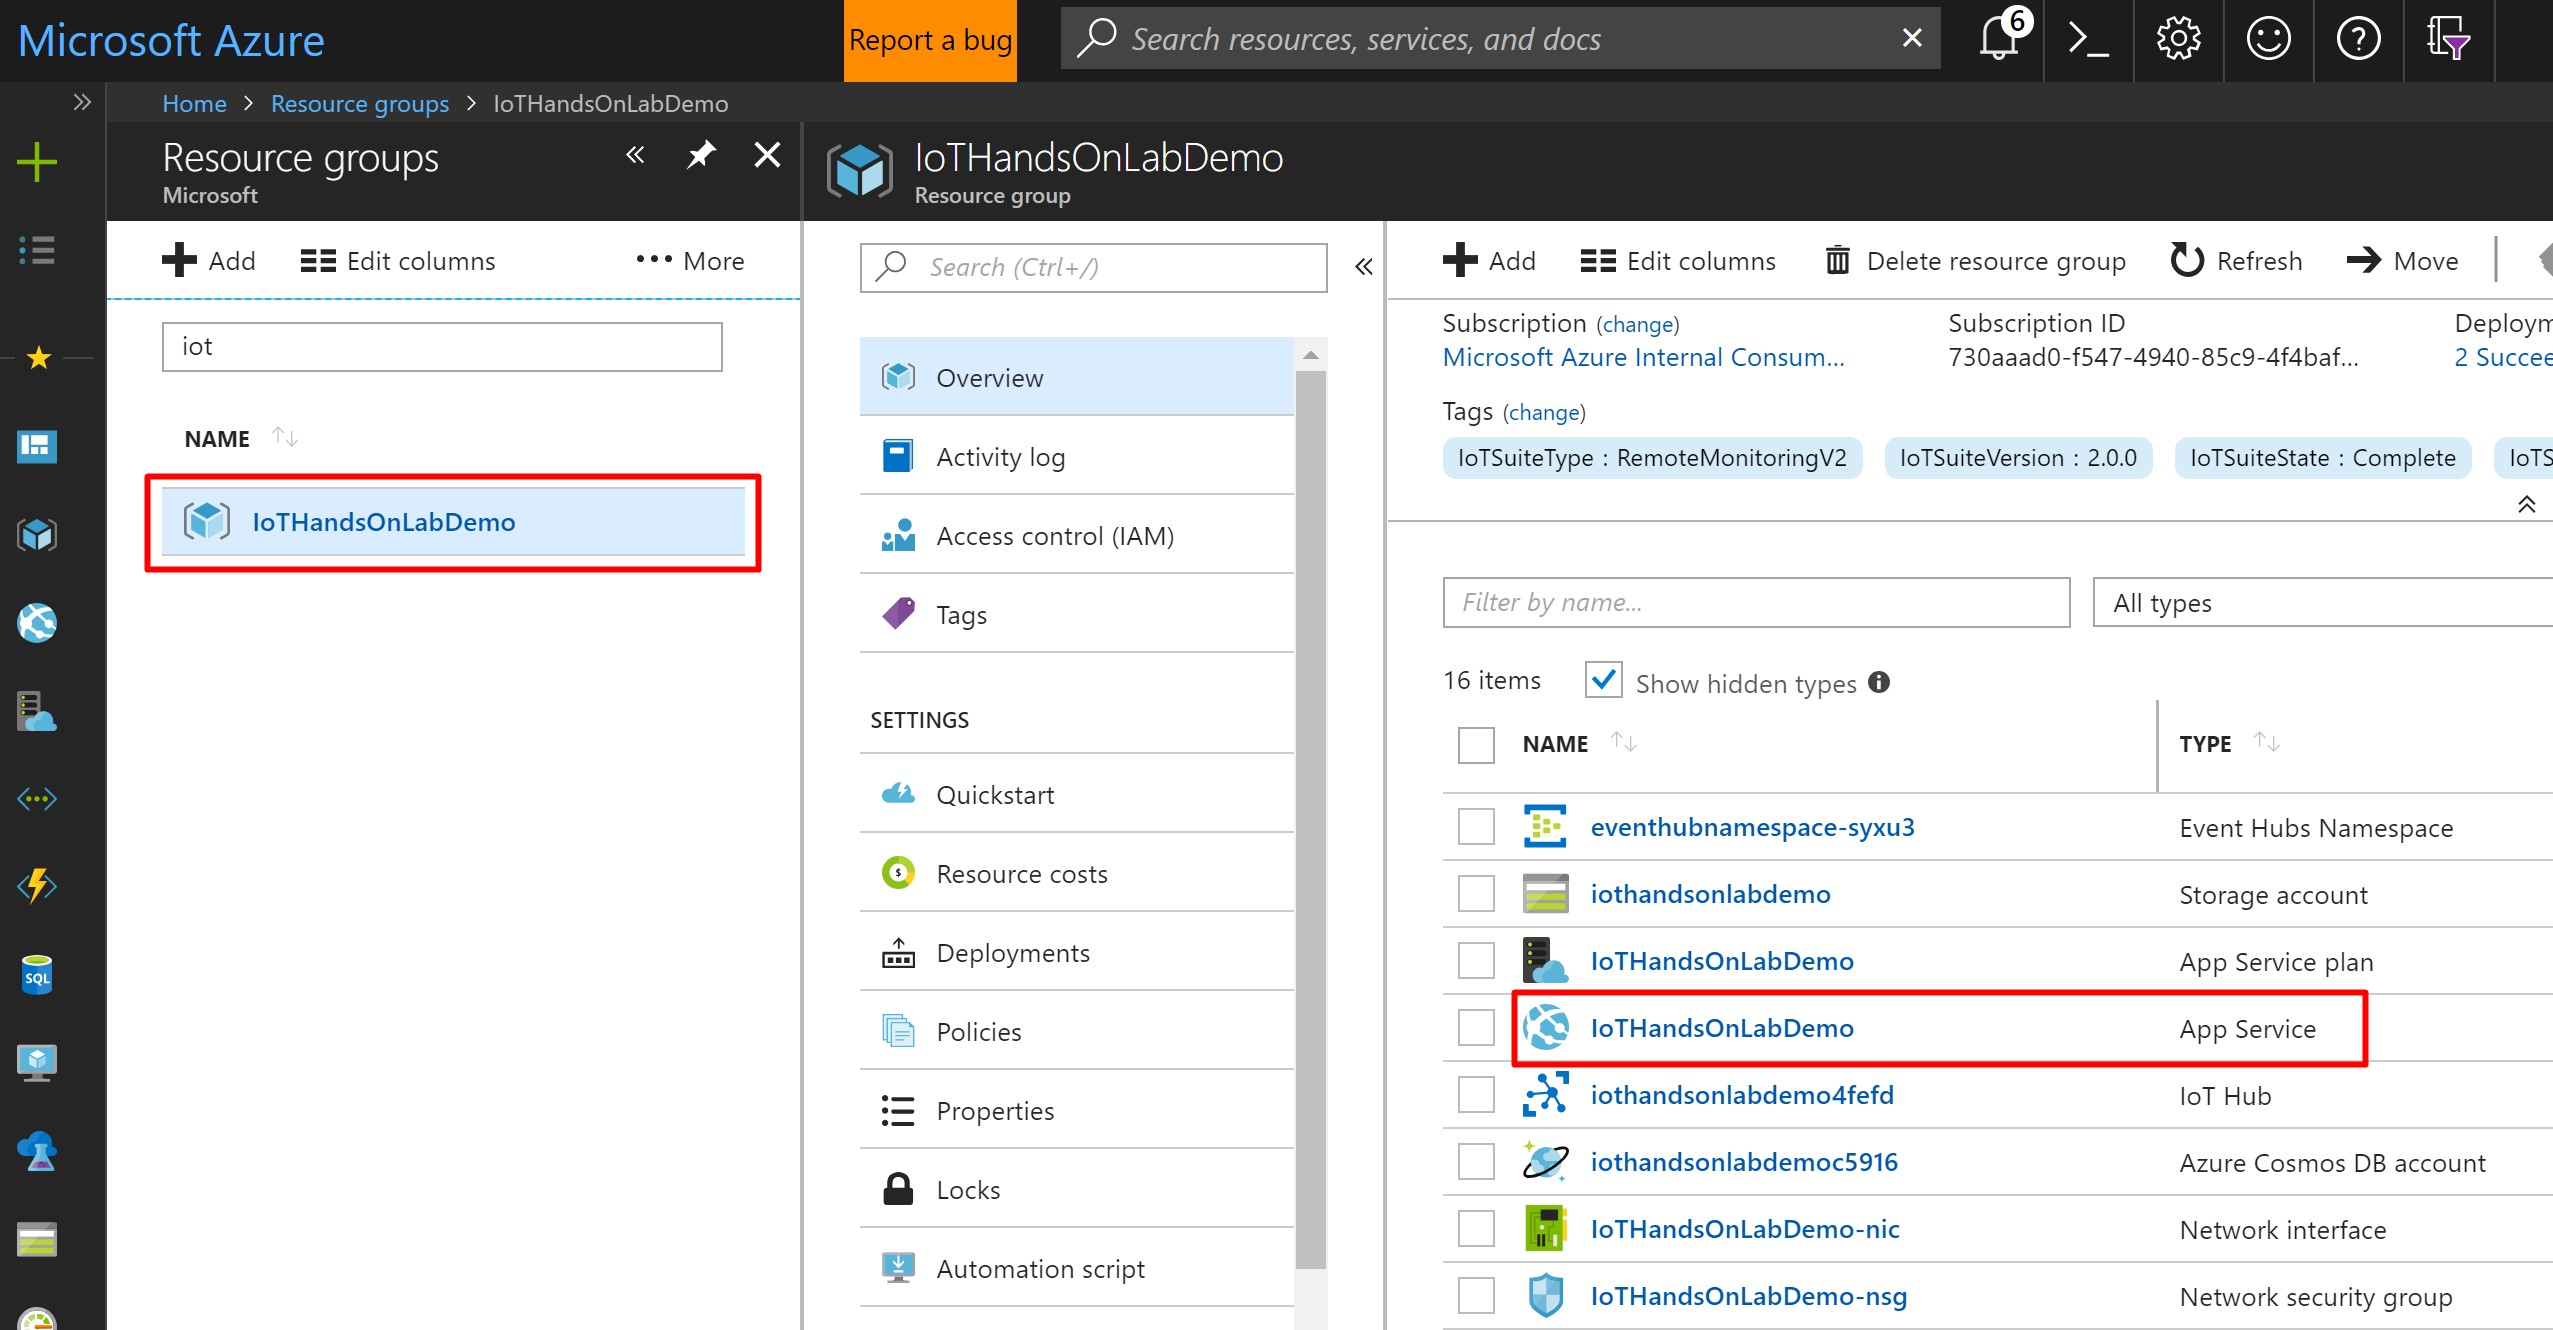 Microsoft Azure
Report a bug
Search resources, services, and docs
6
Home > Resource groups > IoTHandsOnLabDemo
Resource groups
Microsoft
Add
Edit columns
More
iot
NAME
IoTHandsOnLabDemo
IoTHandsOnLabDemo
Resource group
Search (Ctrl+/)
Overview
Activity log
Access control (IAM)
Tags
SETTINGS
Quickstart
Resource costs
Deployments
Policies
Properties
Locks
Automation script
Add
Edit columns
Delete resource group
Refresh
Move
Subscription (change)
Microsoft Azure Internal Consum...
Subscription ID
730aaad0-f547-4940-85c9-4f4baf...
Deploym
2 Succee
Tags (change)
IoTSuiteType : RemoteMonitoringV2
IoTSuiteVersion : 2.0.0
IoTSuiteState : Complete
IoTS
Filter by name...
All types
16 items
Show hidden types
NAME TYPE
eventhubnamespace-syxu3 Event Hubs Namespace
iothandsonlabdemo Storage account
IoTHandsOnLabDemo App Service plan
IoTHandsOnLabDemo App Service
iothandsonlabdemo4fefd IoT Hub
iothandsonlabdemoc5916 Azure Cosmos DB account
IoTHandsOnLabDemo-nic Network interface
IoTHandsOnLabDemo-nsg Network security group
SQL